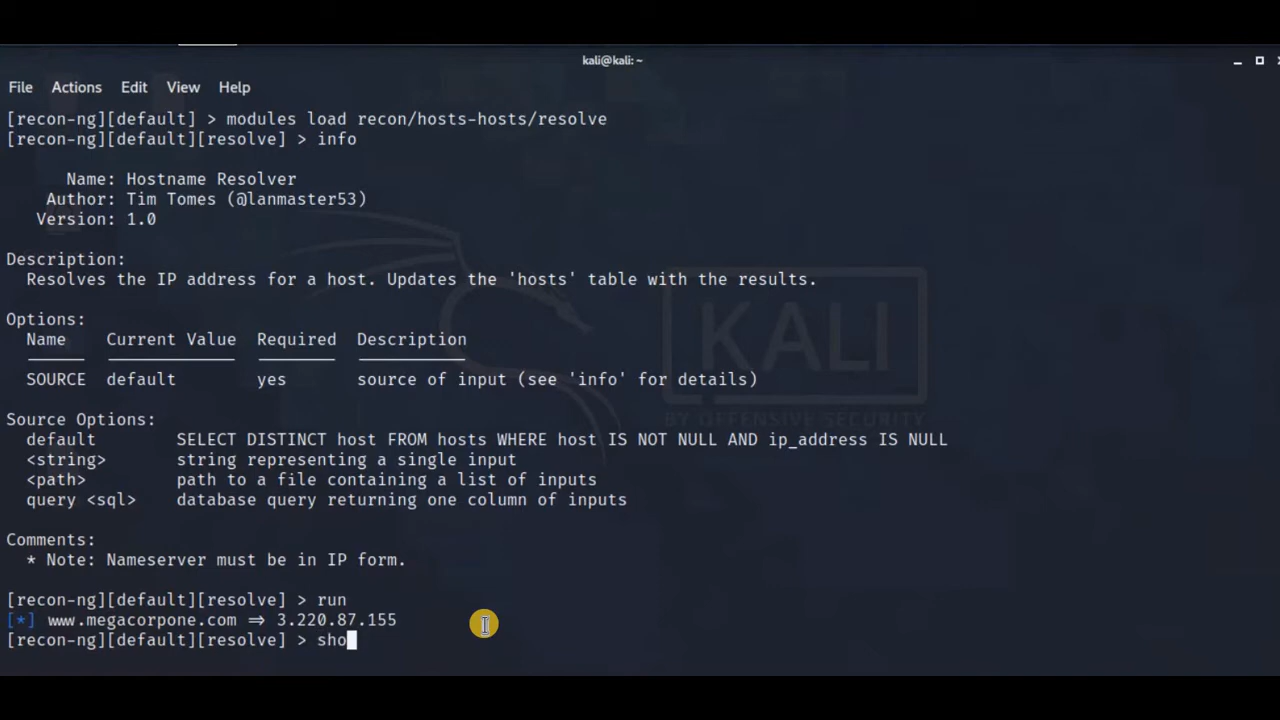 kali@kali: ~
File Actions Edit View Help
[recon-ng][default] > modules load recon/hosts-hosts/resolve
[recon-ng][default][resolve] > info
Name: Hostname Resolver
Author: Tim Tomes (@lanmaster53)
Version: 1.0
Description:
Resolves the IP address for a host. Updates the 'hosts' table with the results.
Options:
Name Current Value Required Description
SOURCE default yes source of input (see 'info' for details)
Source Options:
default SELECT DISTINCT host FROM hosts WHERE host IS NOT NULL AND ip_address IS NULL
<string> string representing a single input
<path> path to a file containing a list of inputs
query <sql> database query returning one column of inputs
Comments:
* Note: Nameserver must be in IP form.
[recon-ng][default][resolve] > run
[*] www.megacorpone.com => 3.220.87.155
[recon-ng][default][resolve] > sho
KALI
BY OFFENSIVE SECURITY